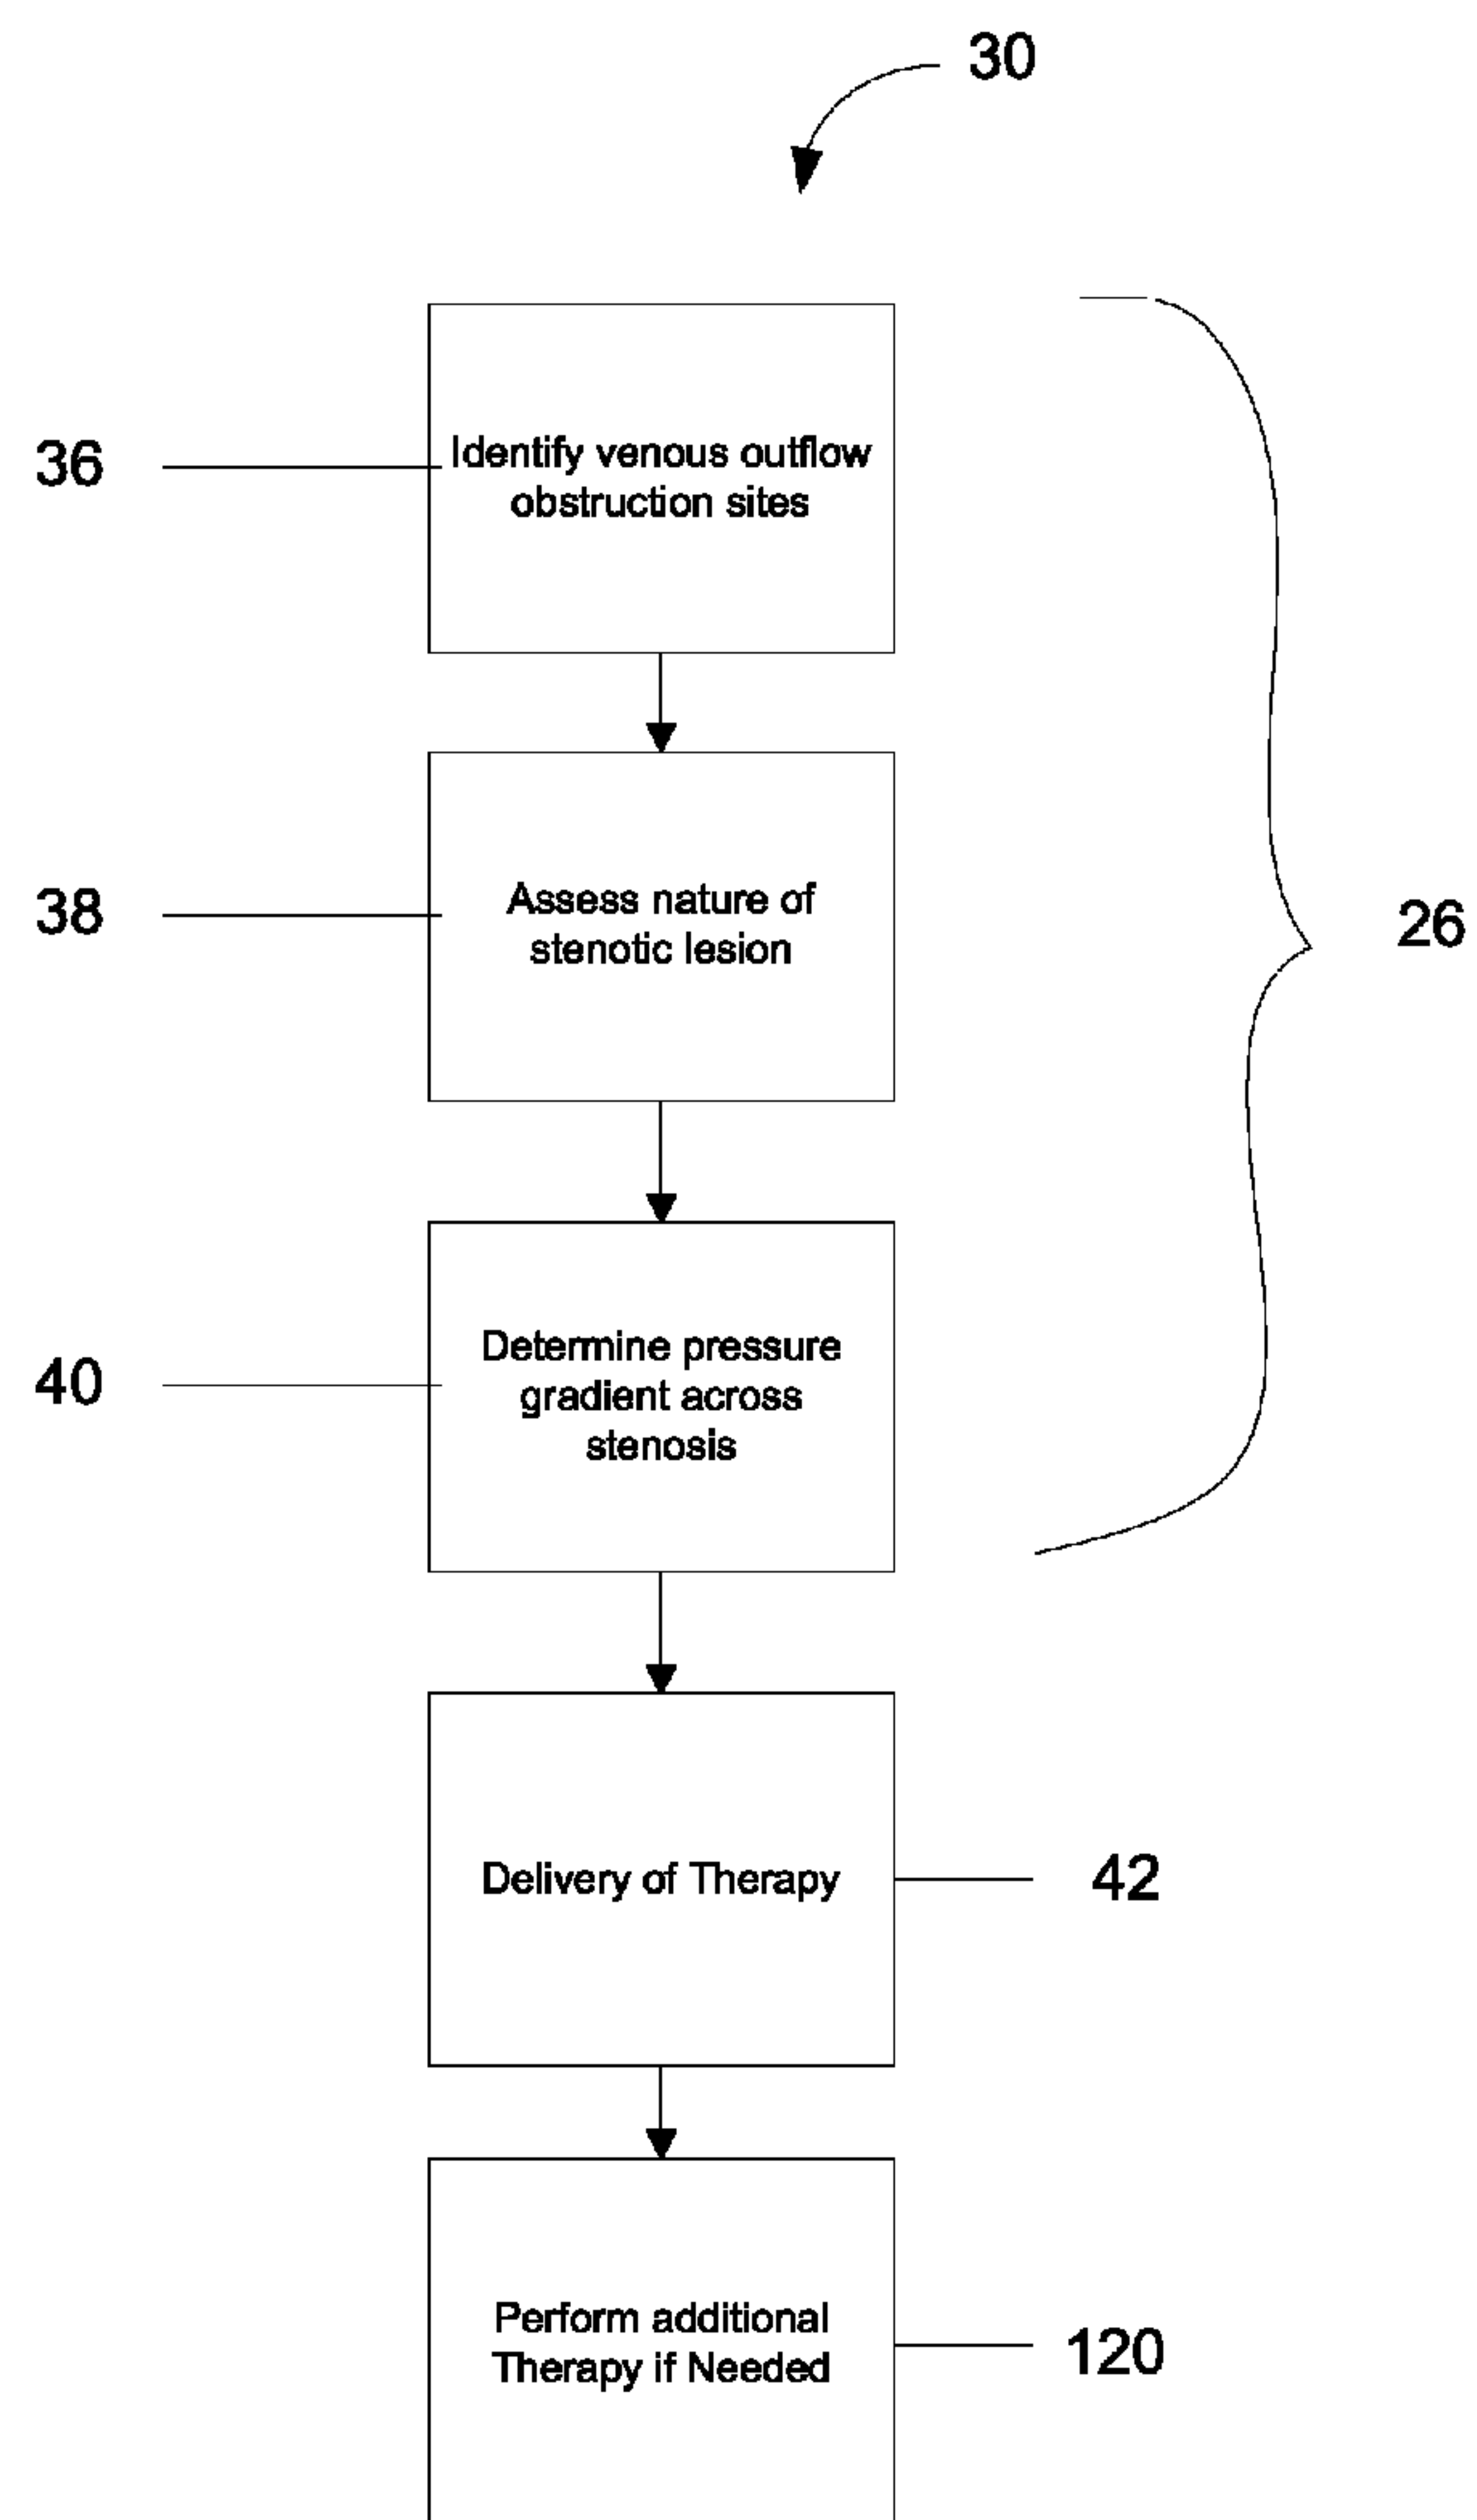 30
36
Identify venous outflow
obstruction sites
38
Assess nature of
stenotic lesion
26
40
Determine pressure
gradient across
stenosis
Delivery of Therapy
42
Perform additional
Therapy if Needed
120